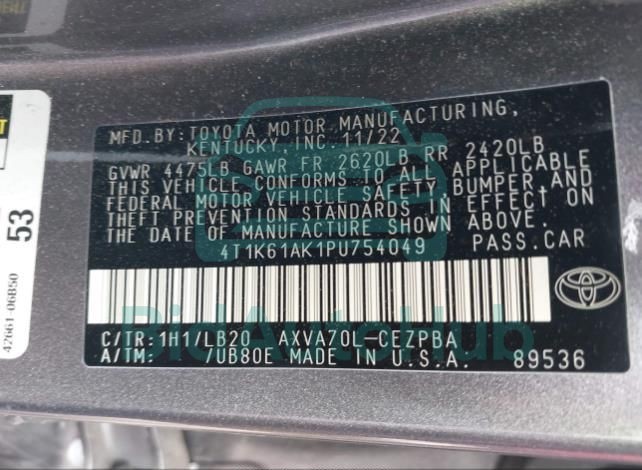 MFD.BY:TOYOTA MOTOR MANUFACTURING,
KENTUCKY, INC. 11/22
GVWR 4475LB GAWR FR 2620LB RR 2420LB
THIS VEHICLE CONFORMS TO ALL APPLICABLE
FEDERAL MOTOR VEHICLE SAFETY, BUMPER,AND
THEFT PREVENTION STANDARDS IN EFFECT ON
THE DATE OF MANUFACTURE SHOWN ABOVE.
4T1K61AK1PU754049 PASS.CAR
C/TR:1H1/LB20 AXVA70L-CEZPBA
A/TM: /UB80E MADE IN U.S.A. 89536
BidAutoHub
53
42661-06B50